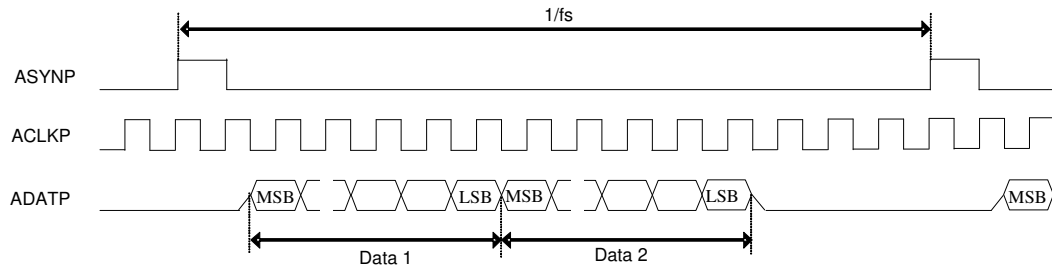 1/fs
ASYNP
ACLKP
ADATP
MSB LSB MSB LSB MSB
Data 1 Data 2